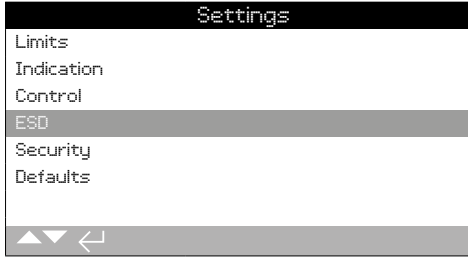 Settings
Limits
Indication
Control
ESD
Security
Defaults